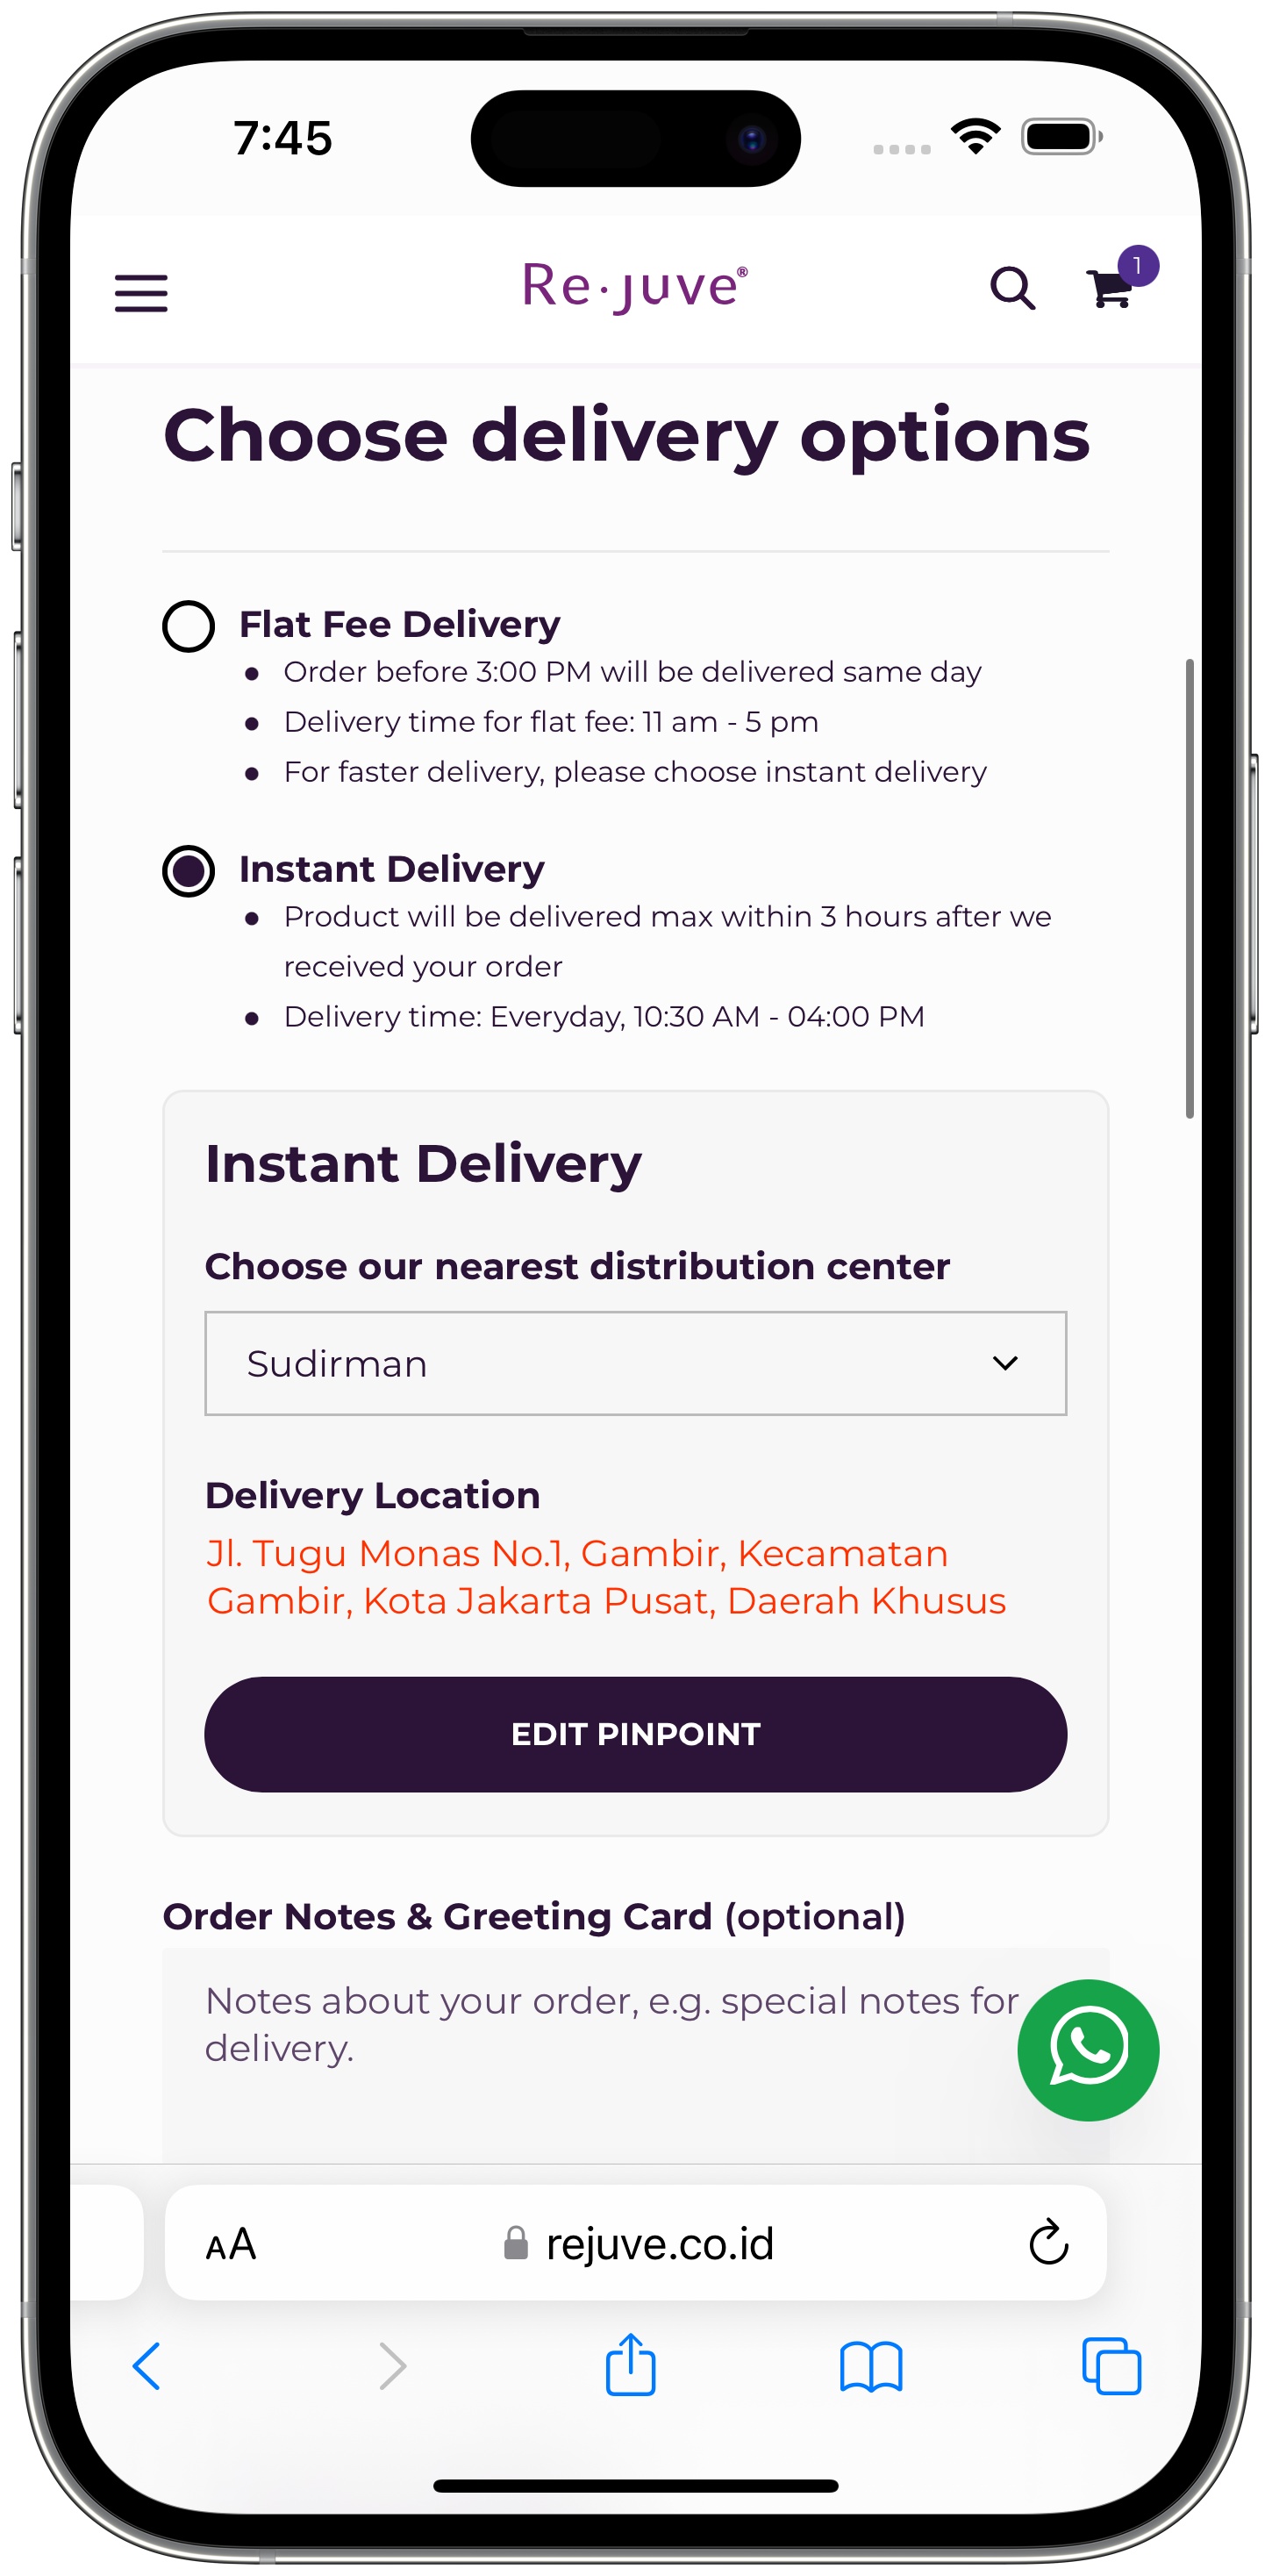 7:45
Re·juve®
1
Choose delivery options
Flat Fee Delivery
● Order before 3:00 PM will be delivered same day
● Delivery time for flat fee: 11 am - 5 pm
● For faster delivery, please choose instant delivery
Instant Delivery
● Product will be delivered max within 3 hours after we
received your order
● Delivery time: Everyday, 10:30 AM - 04:00 PM
Instant Delivery
Choose our nearest distribution center
Sudirman
Delivery Location
Jl. Tugu Monas No.1, Gambir, Kecamatan
Gambir, Kota Jakarta Pusat, Daerah Khusus
EDIT PINPOINT
Order Notes & Greeting Card (optional)
Notes about your order, e.g. special notes for
delivery.
AA rejuve.co.id